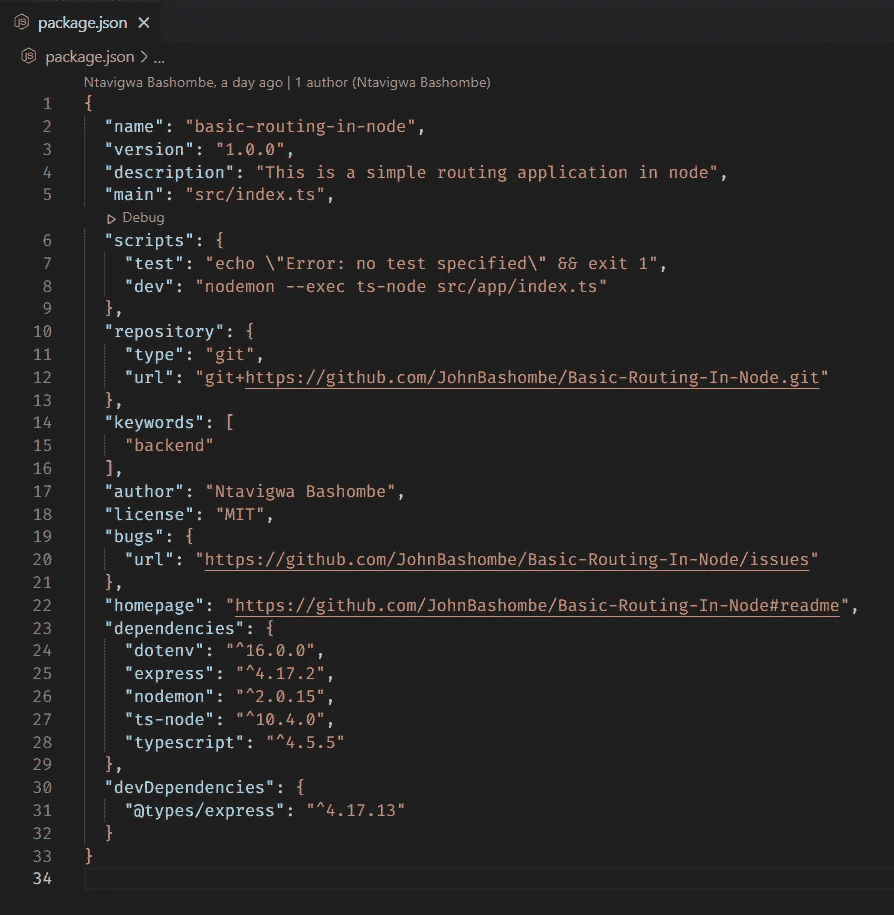 package.json
package.json > ...
Ntavigwa Bashombe, a day ago | 1 author (Ntavigwa Bashombe)
1 {
2 "name": "basic-routing-in-node",
3 "version": "1.0.0",
4 "description": "This is a simple routing application in node",
5 "main": "src/index.ts",
Debug
6 "scripts": {
7 "test": "echo \"Error: no test specified\" && exit 1",
8 "dev": "nodemon --exec ts-node src/app/index.ts"
9 },
10 "repository": {
11 "type": "git",
12 "url": "git+https://github.com/JohnBashombe/Basic-Routing-In-Node.git"
13 },
14 "keywords": [
15 "backend"
16 ],
17 "author": "Ntavigwa Bashombe",
18 "license": "MIT",
19 "bugs": {
20 "url": "https://github.com/JohnBashombe/Basic-Routing-In-Node/issues"
21 },
22 "homepage": "https://github.com/JohnBashombe/Basic-Routing-In-Node#readme",
23 "dependencies": {
24 "dotenv": "^16.0.0",
25 "express": "^4.17.2",
26 "nodemon": "^2.0.15",
27 "ts-node": "^10.4.0",
28 "typescript": "^4.5.5"
29 },
30 "devDependencies": {
31 "@types/express": "^4.17.13"
32 }
33 }
34